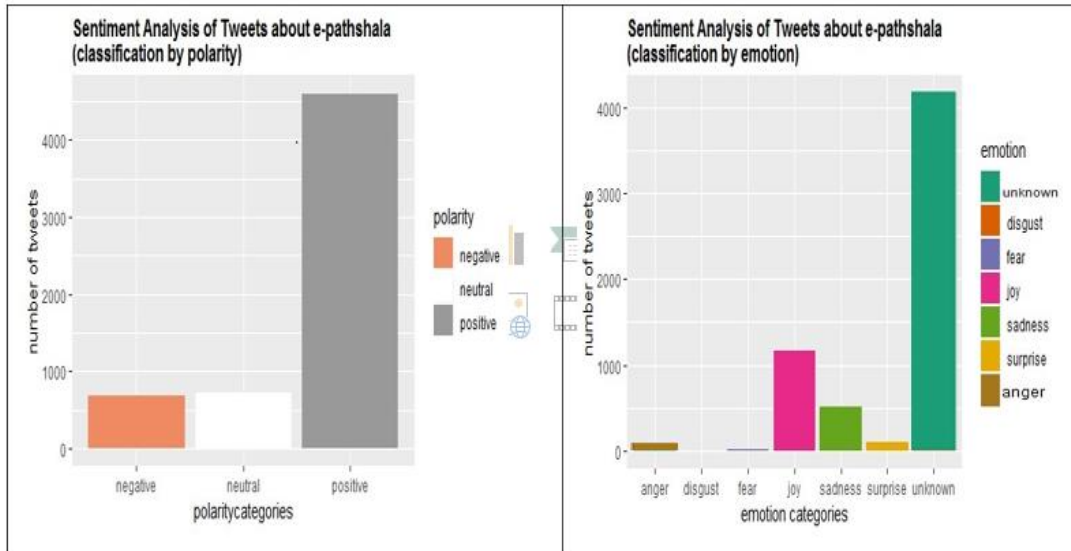 Sentiment Analysis of Tweets about e-pathshala
(classification by polarity)
number of tweets
4000
3000
2000
1000
0
negative
neutral
positive
polaritycategories
polarity
negative
neutral
positive
Sentiment Analysis of Tweets about e-pathshala
(classification by emotion)
number of tweets
4000
3000
2000
1000
0
anger
disgust
fear
joy
sadness
surprise
unknown
emotion categories
emotion
unknown
disgust
fear
joy
sadness
surprise
anger